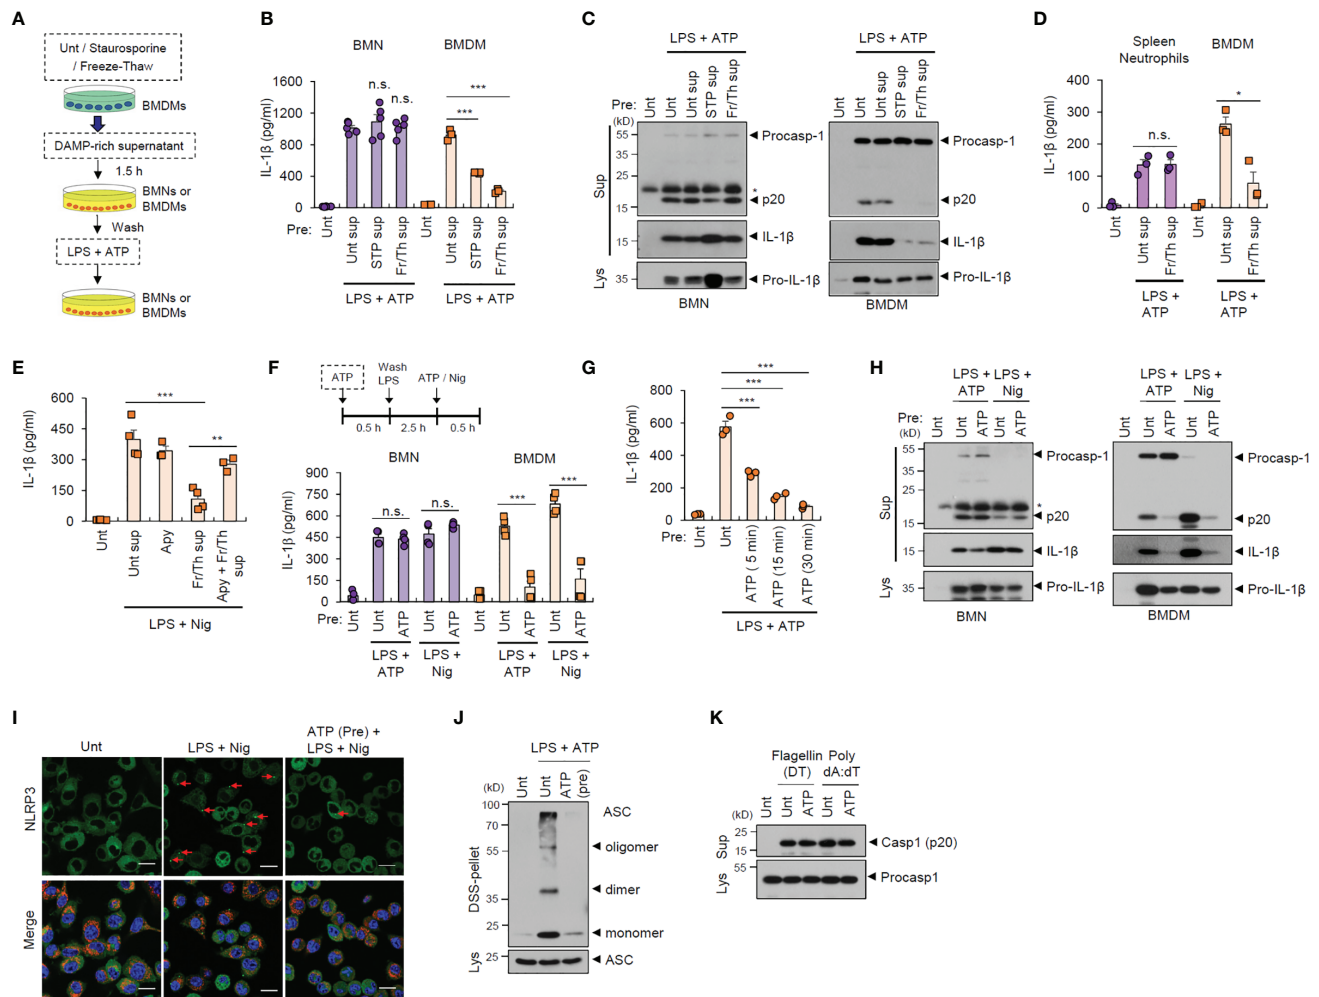 A
Unt / Staurosporine
/ Freeze-Thaw
BMDMs
DAMP-rich supernatant
1.5 h
BMNs or
BMDMs
Wash
LPS + ATP
BMNs or
BMDMs
B
BMN
BMDM
IL-1β (pg/ml)
1600
1200
800
400
0
n.s.
n.s.
***
***
Pre:
Unt
Unt sup
STP sup
Fr/Th sup
Unt
Unt sup
STP sup
Fr/Th sup
LPS + ATP
LPS + ATP
C
LPS + ATP
LPS + ATP
Pre:
(kD)
Unt
Unt
Unt sup
STP sup
Fr/Th sup
Unt
Unt
Unt sup
STP sup
Fr/Th sup
Sup
55
35
25
15
Procasp-1
*
p20
Procasp-1
p20
15
IL-1β
IL-1β
Lys
35
Pro-IL-1β
Pro-IL-1β
BMN
BMDM
D
Spleen
Neutrophils
BMDM
IL-1β (pg/ml)
400
300
200
100
0
n.s.
*
Unt
Unt sup
Fr/Th sup
Unt
Unt sup
Fr/Th sup
LPS +
ATP
LPS +
ATP
E
IL-1β (pg/ml)
600
450
300
150
0
***
**
Unt
Unt sup
Apy
Fr/Th sup
Apy + Fr/Th
sup
LPS + Nig
F
ATP
Wash
LPS
ATP / Nig
0.5 h
2.5 h
0.5 h
BMN
BMDM
IL-1β (pg/ml)
900
750
600
450
300
150
0
n.s.
n.s.
***
***
Pre:
Unt
Unt
ATP
Unt
ATP
Unt
Unt
ATP
Unt
ATP
LPS +
ATP
LPS +
Nig
LPS +
ATP
LPS +
Nig
G
IL-1β (pg/ml)
800
600
400
200
0
***
***
***
Pre:
Unt
Unt
ATP ( 5 min)
ATP (15 min)
ATP (30 min)
LPS + ATP
H
LPS +
ATP
LPS +
Nig
LPS +
ATP
LPS +
Nig
Pre:
(kD)
Unt
Unt
ATP
Unt
ATP
Unt
Unt
ATP
Unt
ATP
Sup
55
35
25
15
Procasp-1
*
p20
Procasp-1
p20
15
IL-1β
IL-1β
Lys
35
Pro-IL-1β
Pro-IL-1β
BMN
BMDM
I
Unt
LPS + Nig
ATP (Pre) +
LPS + Nig
NLRP3
Merge
J
LPS + ATP
(kD)
Unt
Unt
ATP
(pre)
DSS-pellet
100
70
55
35
25
ASC
oligomer
dimer
monomer
Lys
25
ASC
K
Flagellin
(DT)
Poly
dA:dT
(kD)
Unt
Unt
ATP
Unt
ATP
Sup
25
15
Casp1 (p20)
Lys
55
Procasp1